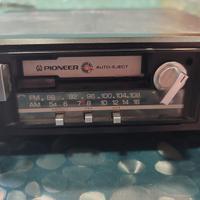 PIONEER AUTO-EJECT
FM 88 92 96 100 104 108
AM 54 6 7 8 10 12 14 16